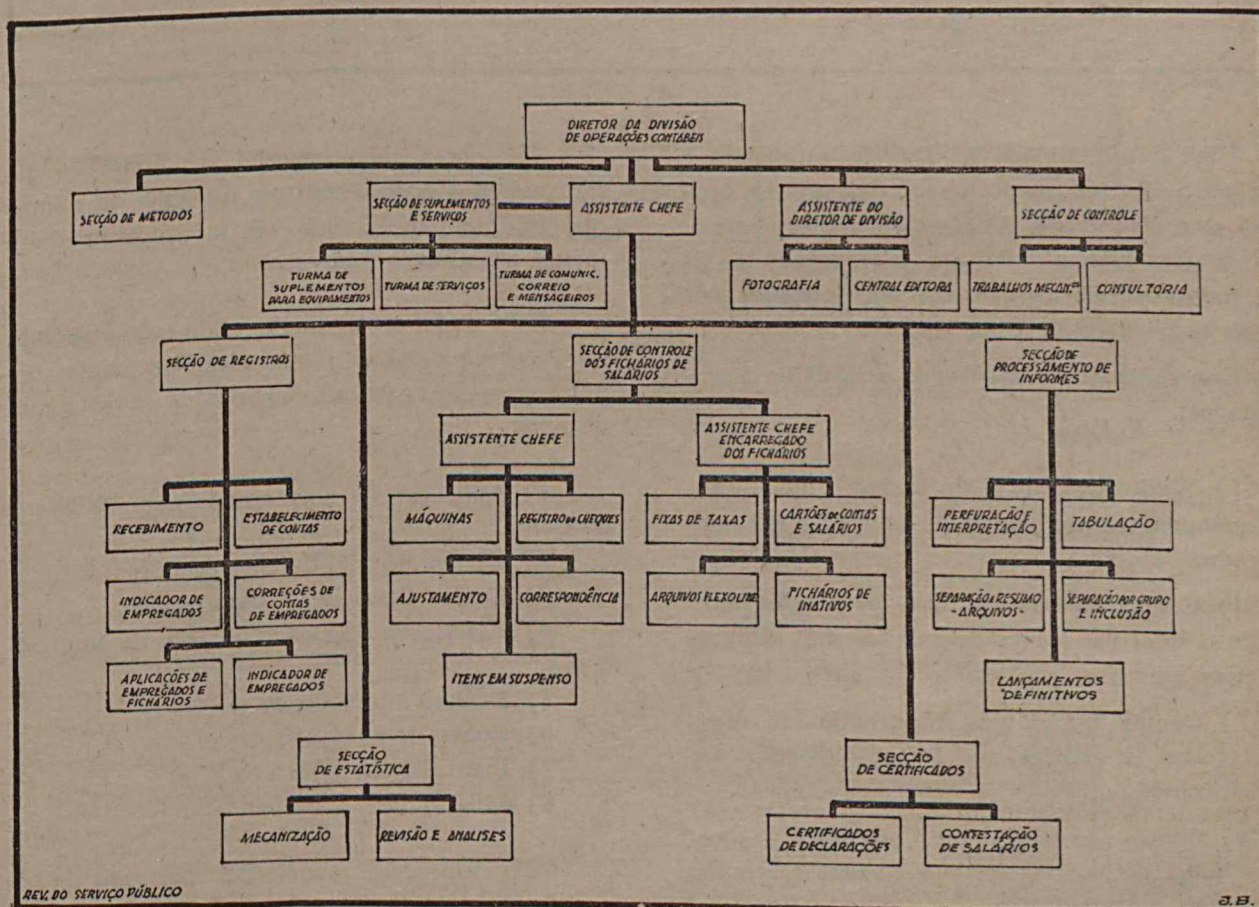 DIRETOR DA DIVISÃO
DE OPERAÇÕES CONTÁBEIS
SECÇÃO DE METODOS
SECÇÃO DE SUPLEMENTOS
E SERVIÇOS
ASSISTENTE CHEFE
ASSISTENTE DO
DIRETOR DE DIVISÃO
SECÇÃO DE CONTROLE
TURMA DE
SUPLEMENTOS
PARA EQUIPAMENTOS
TURMA DE SERVIÇOS
TURMA DE COMUNIC.
CORREIO
E MENSAGEIROS
FOTOGRAFIA
CENTRAL EDITORA
TRABALHOS MECAN.OS
CONSULTORIA
SECÇÃO DE REGISTROS
SECÇÃO DE CONTROLE
DOS FICHÁRIOS DE
SALÁRIOS
SECÇÃO DE
PROCESSAMENTO DE
INFORMES
ASSISTENTE CHEFE
ASSISTENTE CHEFE
ENCARREGADO
DOS FICHÁRIOS
RECEBIMENTO
ESTABELECIMENTO
DE CONTAS
MÁQUINAS
REGISTRO DE CHEQUES
FIXAS DE TAXAS
CARTÕES DE CONTAS
E SALÁRIOS
PERFURAÇÃO E
INTERPRETAÇÃO
TABULAÇÃO
INDICADOR DE
EMPREGADOS
CORREÇÕES DE
CONTAS
DE EMPREGADOS
AJUSTAMENTO
CORRESPONDÊNCIA
ARQUIVOS FLEXOLINE
FICHÁRIOS DE
INATIVOS
SEPARAÇÃO E RESUMO
- ARQUIVOS -
SEPARAÇÃO POR GRUPO
E INCLUSÃO
APLICAÇÕES DE
EMPREGADOS E
FICHÁRIOS
INDICADOR DE
EMPREGADOS
ITENS EM SUSPENSO
LANÇAMENTOS
DEFINITIVOS
SECÇÃO
DE ESTATÍSTICA
SECÇÃO
DE CERTIFICADOS
MECANIZAÇÃO
REVISÃO E ANALISES
CERTIFICADOS
DE DECLARAÇÕES
CONTESTAÇÃO
DE SALÁRIOS
REV. DO SERVIÇO PÚBLICO
J.B.